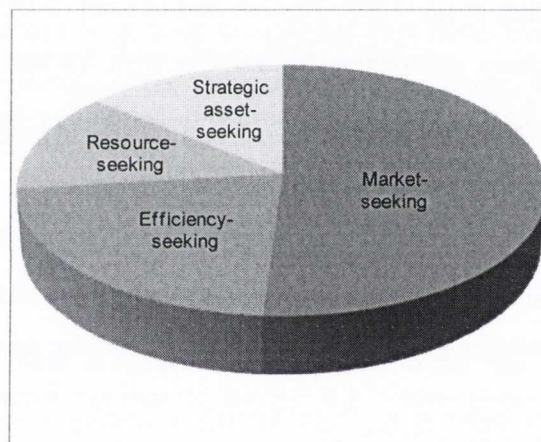 Strategic
asset-
seeking
Resource-
seeking
Market-
seeking
Efficiency-
seeking